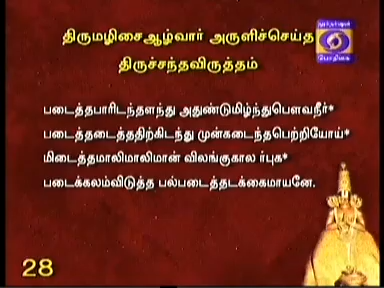 திருமழிசைஆழ்வார் அருளிச்செய்த
திருச்சந்தவிருத்தம்
பொதிகை
படைத்தபாரிடந்தளந்து அதுண்டுமிழ்ந்துபௌவநீர்*
படைத்தடைத்ததிற்கிடந்து முன்கடைந்தபெற்றியோய்*
மிடைத்தமாலிமாலிமான் விலங்குகால ர்புக*
படைக்கலம்விடுத்த பல்படைத்தடக்கைமாயனே.
28